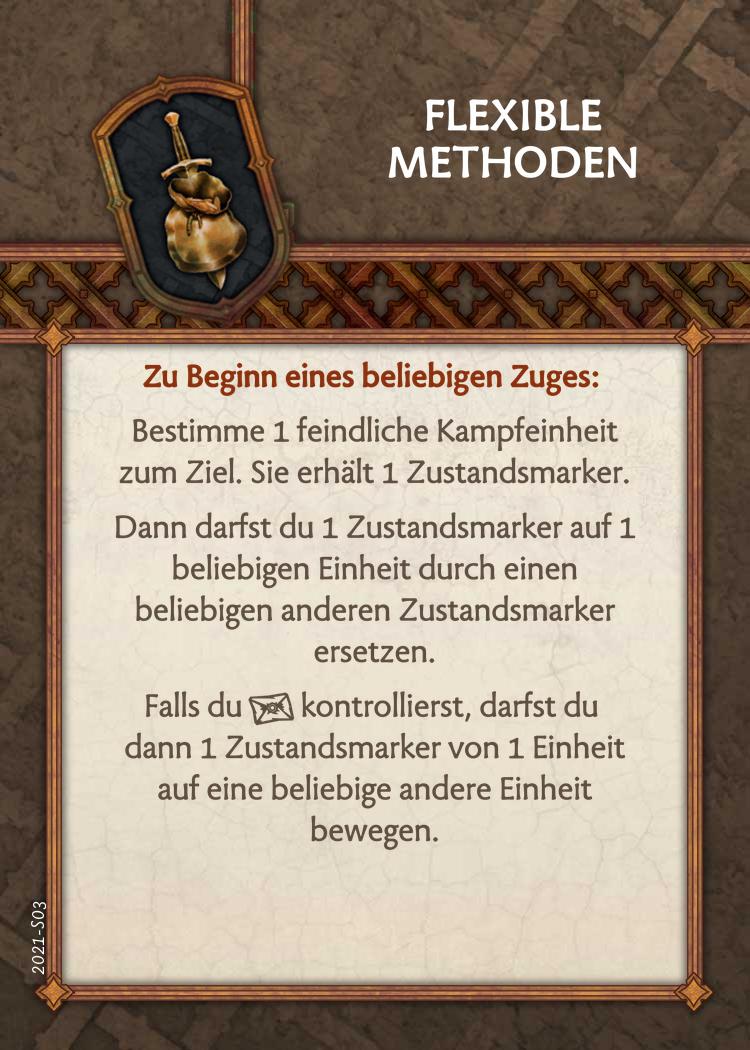 FLEXIBLE
METHODEN
Zu Beginn eines beliebigen Zuges:
Bestimme 1 feindliche Kampfeinheit
zum Ziel. Sie erhält 1 Zustandsmarker.
Dann darfst du 1 Zustandsmarker auf 1
beliebigen Einheit durch einen
beliebigen anderen Zustandsmarker
ersetzen.
Falls du kontrollierst, darfst du
dann 1 Zustandsmarker von 1 Einheit
auf eine beliebige andere Einheit
bewegen.
2021-S03